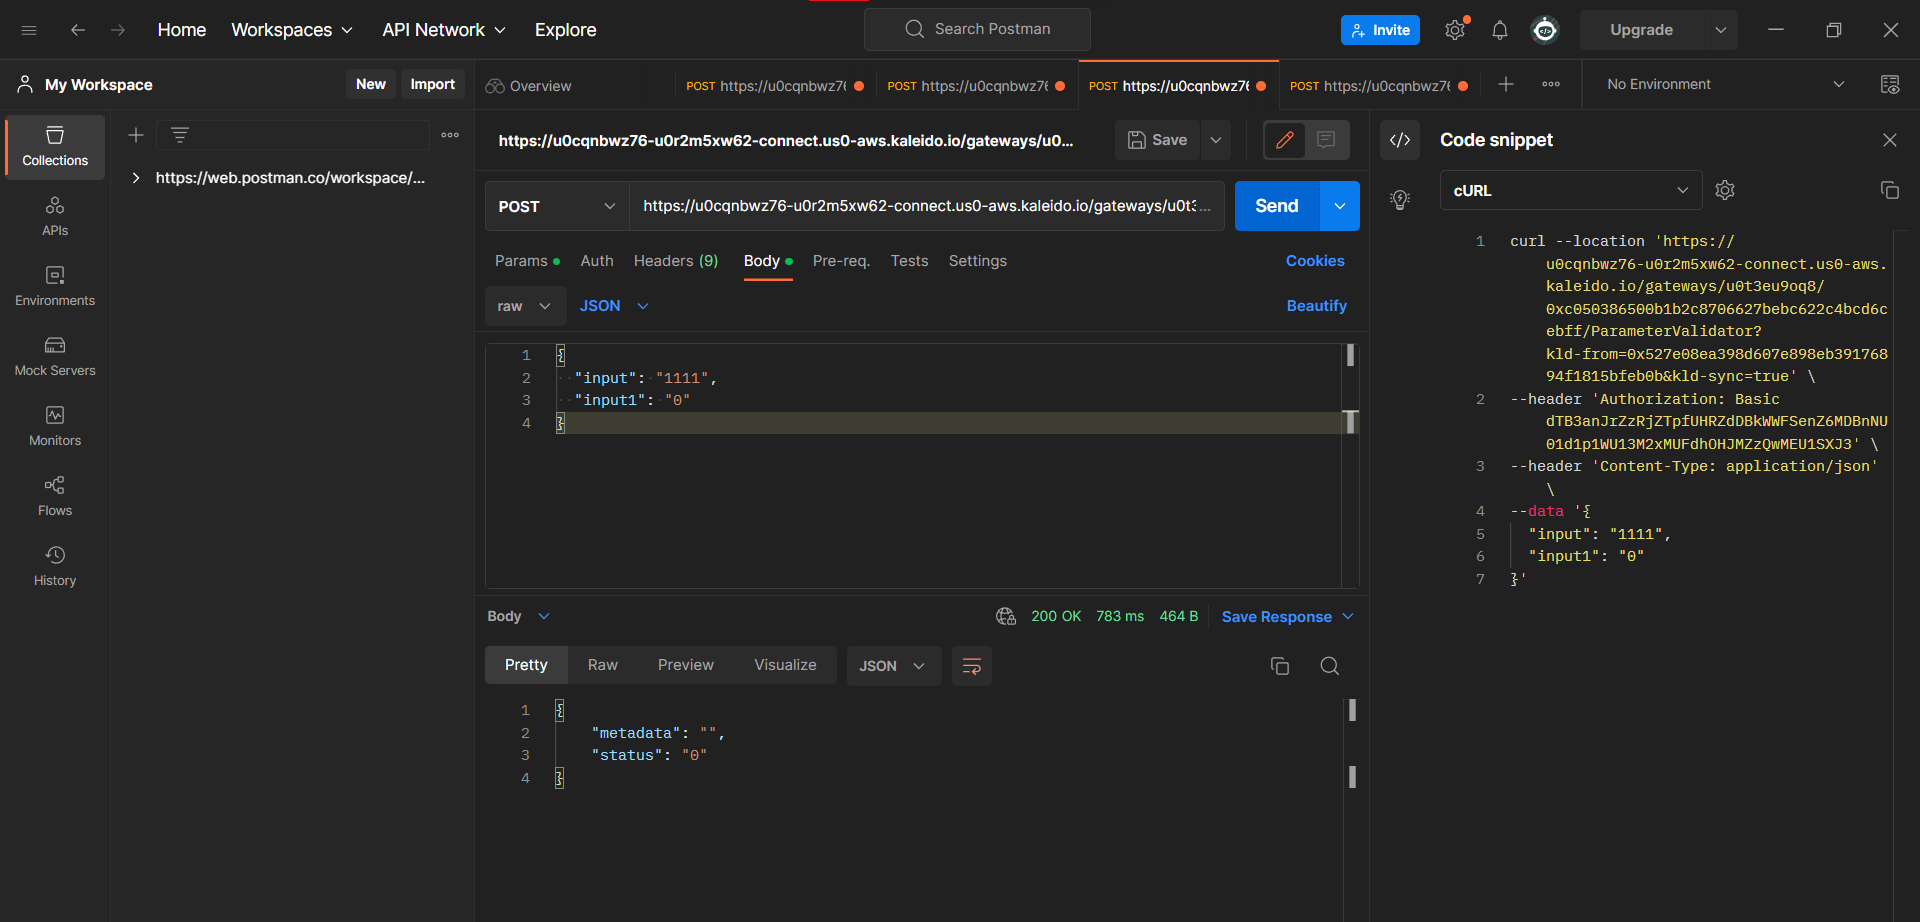 Home
Workspaces
API Network
Explore
Search Postman
Invite
Upgrade
My Workspace
New
Import
Overview
POST https://u0cqnbwz76
POST https://u0cqnbwz76
POST https://u0cqnbwz76
POST https://u0cqnbwz76
No Environment
Collections
APIs
Environments
Mock Servers
Monitors
Flows
History
https://web.postman.co/workspace/...
https://u0cqnbwz76-u0r2m5xw62-connect.us0-aws.kaleido.io/gateways/u0...
Save
POST
https://u0cqnbwz76-u0r2m5xw62-connect.us0-aws.kaleido.io/gateways/u0t3...
Send
Params
Auth
Headers (9)
Body
Pre-req.
Tests
Settings
Cookies
raw
JSON
Beautify
1 {
2 "input": "1111",
3 "input1": "0"
4 }
Body
200 OK
783 ms
464 B
Save Response
Pretty
Raw
Preview
Visualize
JSON
1 {
2 "metadata": "",
3 "status": "0"
4 }
Code snippet
cURL
1 curl --location 'https://
u0cqnbwz76-u0r2m5xw62-connect.us0-aws.
kaleido.io/gateways/u0t3eu9oq8/
0xc050386500b1b2c8706627bebc622c4bcd6c
ebff/ParameterValidator?
kld-from=0x527e08ea398d607e898eb391768
94f1815bfeb0b&kld-sync=true' \
2 --header 'Authorization: Basic
dTB3anJrZzRjZTpfUHRZdDBkWWFSenZ6MDBnNU
01d1p1WU13M2xMUFdhOHJMZzQwMEU1SXJ3' \
3 --header 'Content-Type: application/json'
\
4 --data '{
5 "input": "1111",
6 "input1": "0"
7 }'